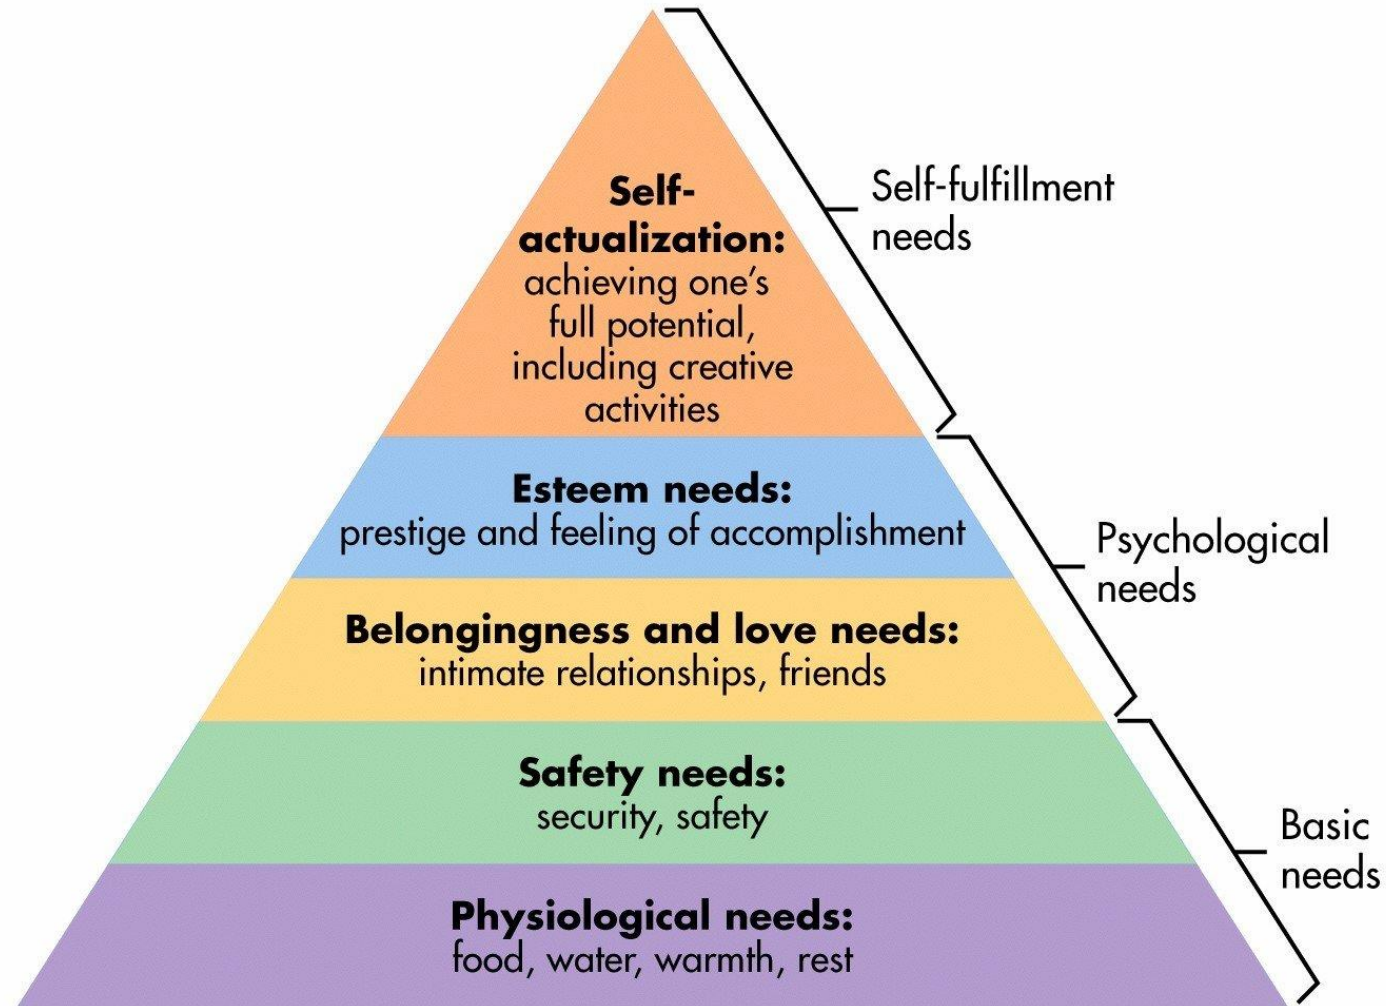 Self-
actualization:
achieving one's
full potential,
including creative
activities
Self-fulfillment
needs
Esteem needs:
prestige and feeling of accomplishment
Psychological
needs
Belongingness and love needs:
intimate relationships, friends
Safety needs:
security, safety
Basic
needs
Physiological needs:
food, water, warmth, rest